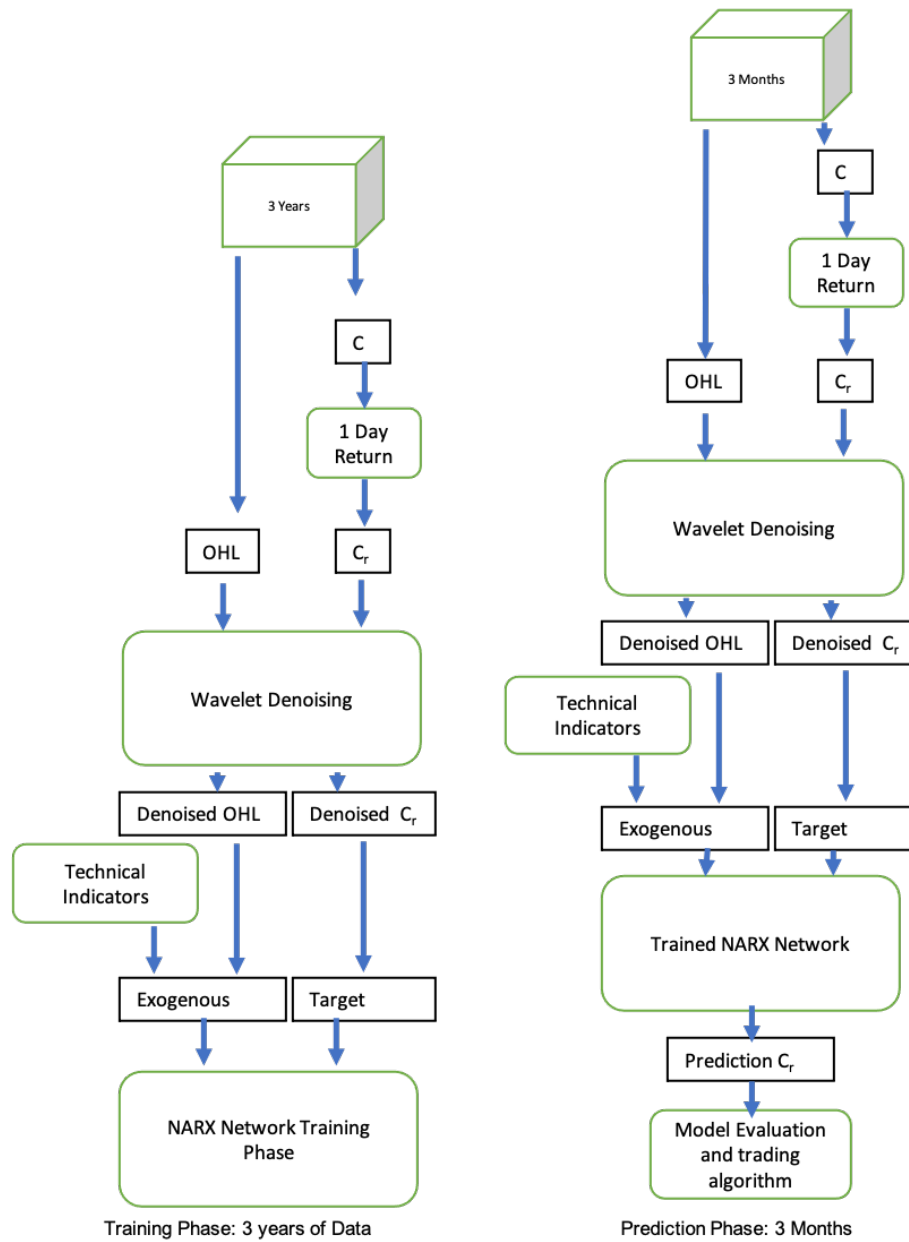 3 Years
C
1 Day
Return
OHL
Cᵣ
Wavelet Denoising
Denoised OHL
Denoised Cᵣ
Technical
Indicators
Exogenous
Target
NARX Network Training
Phase
Training Phase: 3 years of Data
3 Months
C
1 Day
Return
OHL
Cᵣ
Wavelet Denoising
Denoised OHL
Denoised Cᵣ
Technical
Indicators
Exogenous
Target
Trained NARX Network
Prediction Cᵣ
Model Evaluation
and trading
algorithm
Prediction Phase: 3 Months